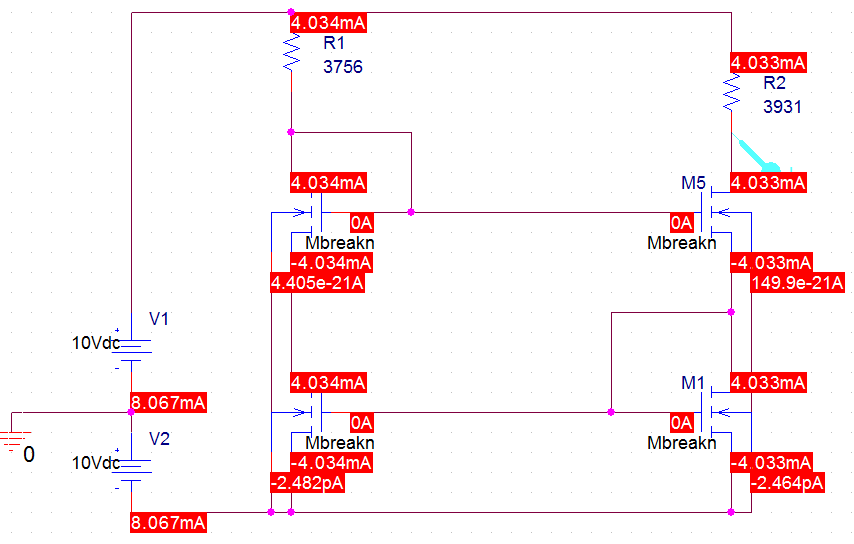 4.034mA
R1
3756
4.033mA
R2
3931
4.034mA
M5
4.033mA
0A
0A
Mbreakn
Mbreakn
-4.034mA
-4.033mA
4.405e-21A
149.9e-21A
V1
10Vdc
4.034mA
M1
4.033mA
8.067mA
0A
0A
V2
Mbreakn
Mbreakn
0
10Vdc
-4.034mA
-4.033mA
-2.482pA
-2.464pA
8.067mA